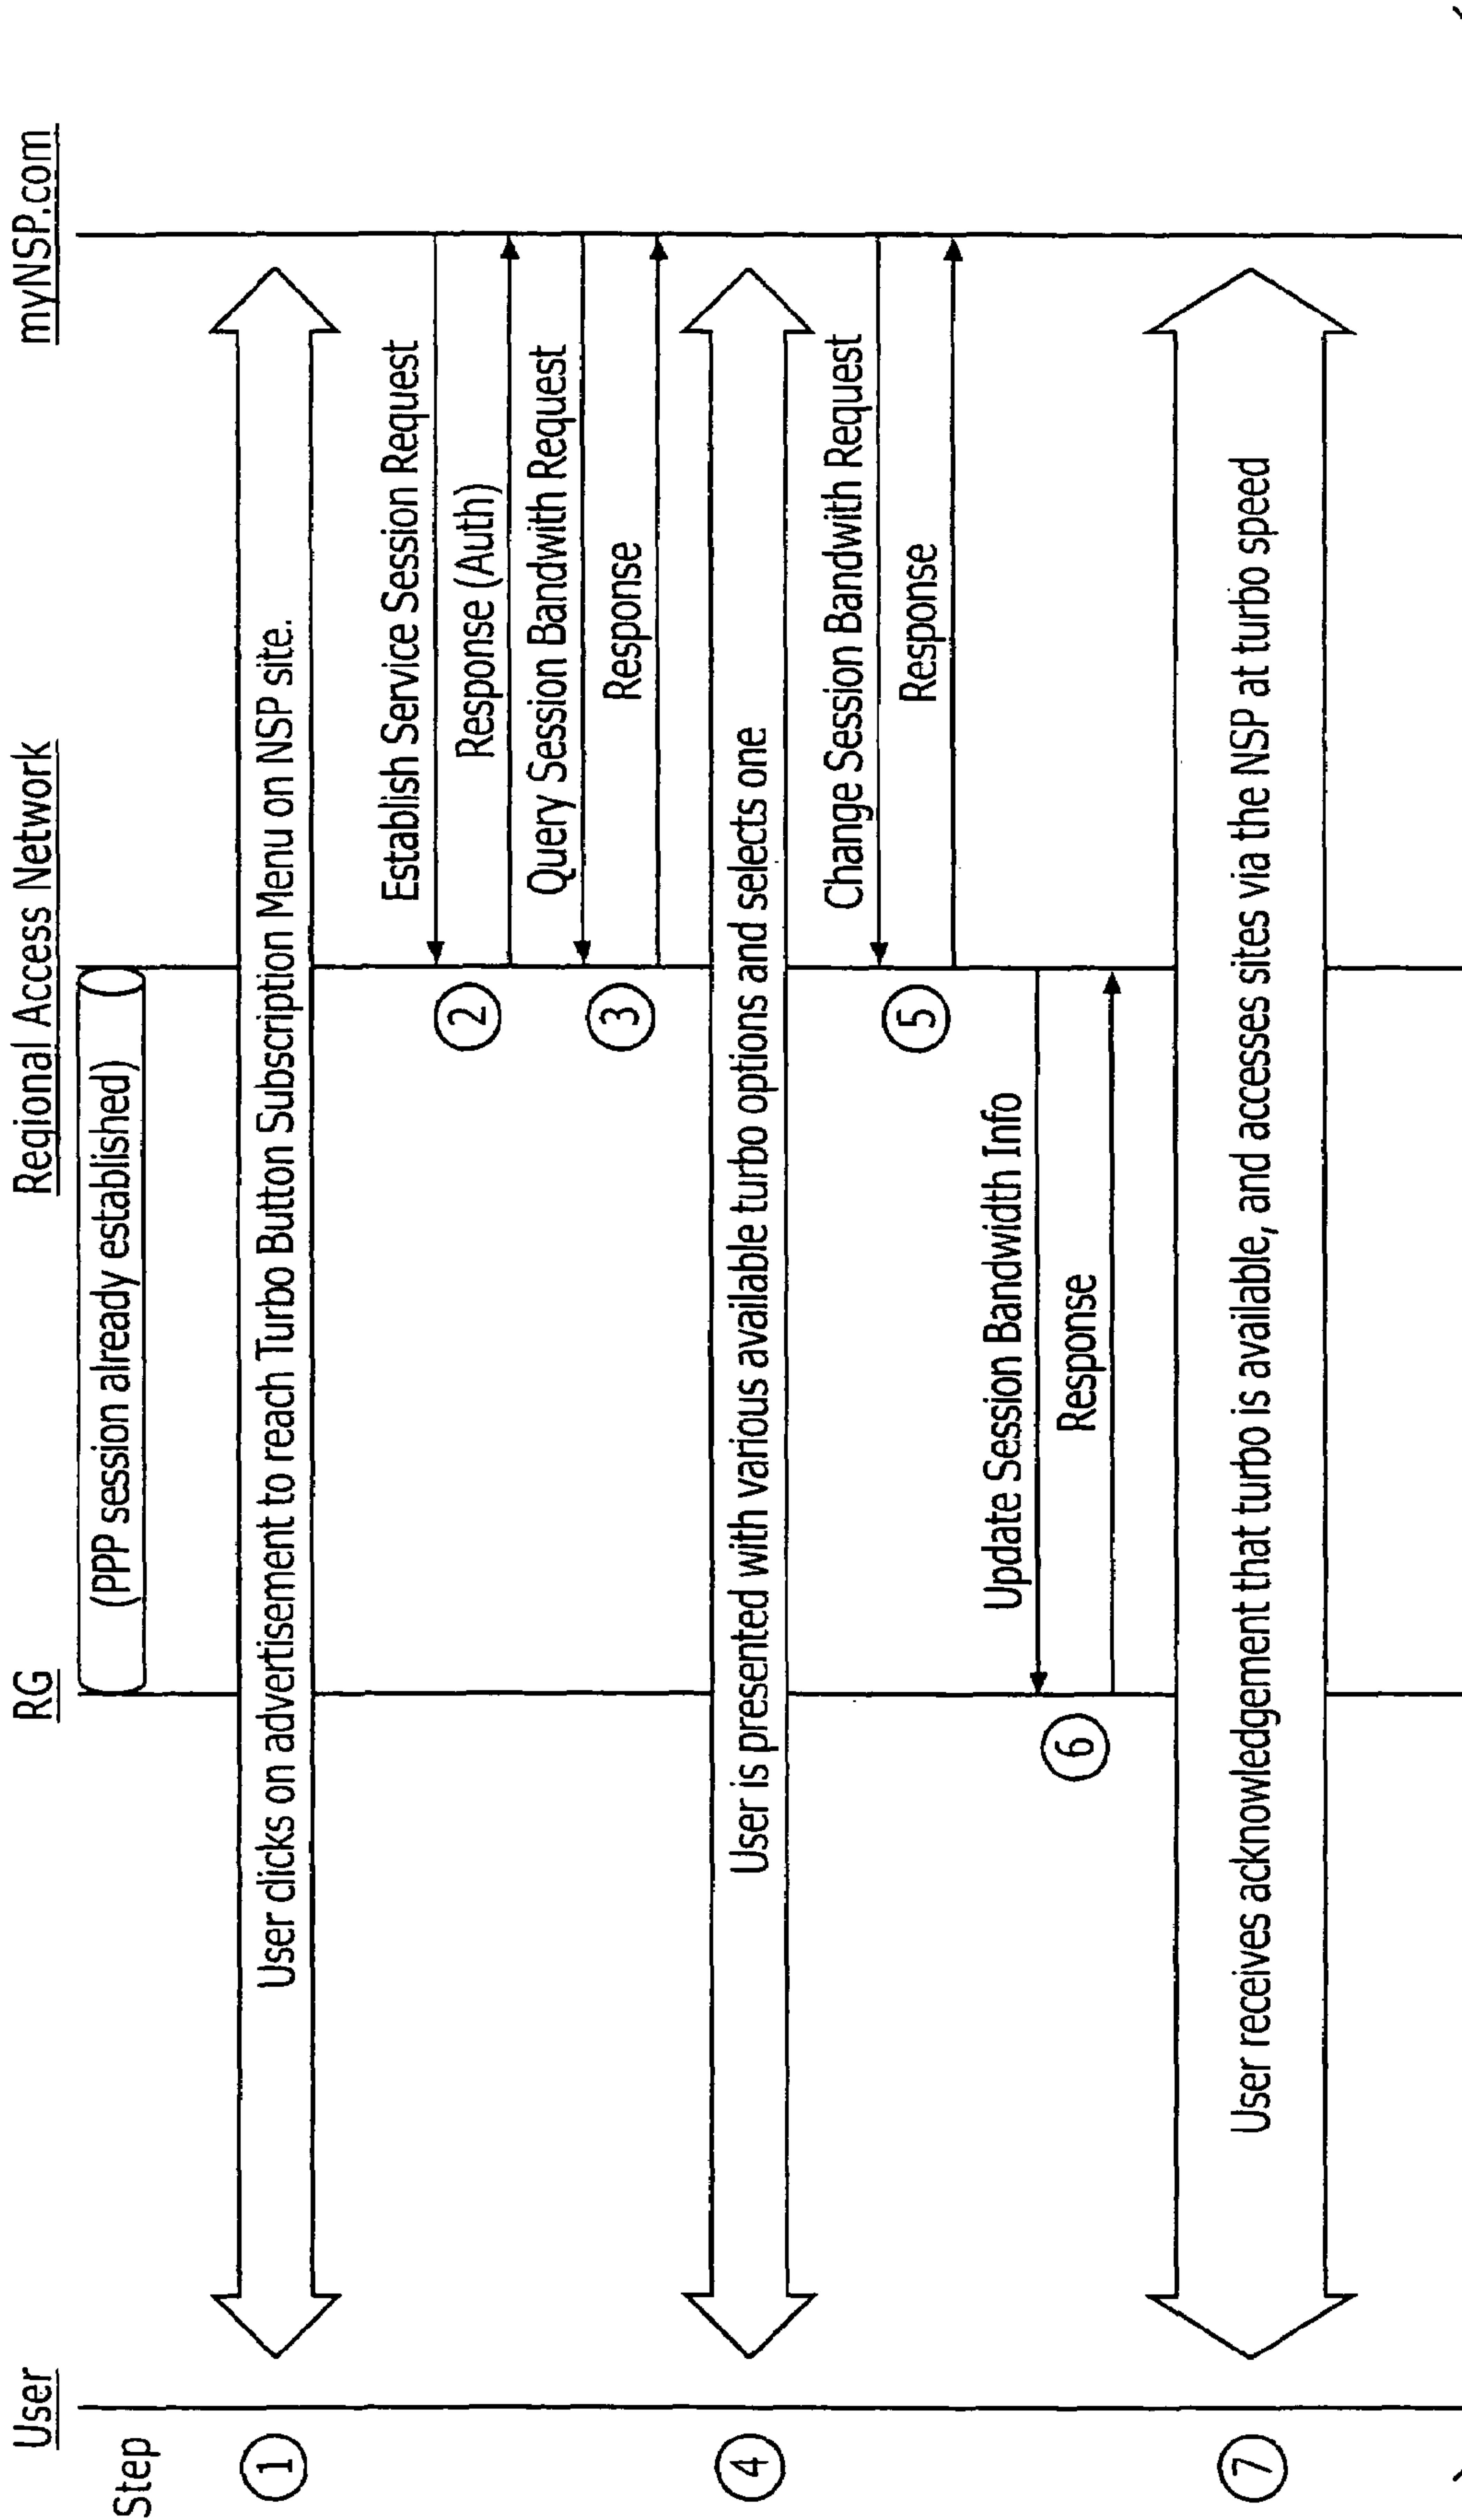 User
RG
Regional Access Network
myNSP.com
Step
(PPP session already established)
1
User clicks on advertisement to reach Turbo Button Subscription Menu on NSP site.
Establish Service Session Request
2
Response (Auth)
Query Session Bandwith Request
3
Response
4
User is presented with various available turbo options and selects one
Change Session Bandwith Request
5
Response
Update Session Bandwidth Info
6
Response
7
User receives acknowledgement that turbo is available, and accesses sites via the NSP at turbo speed